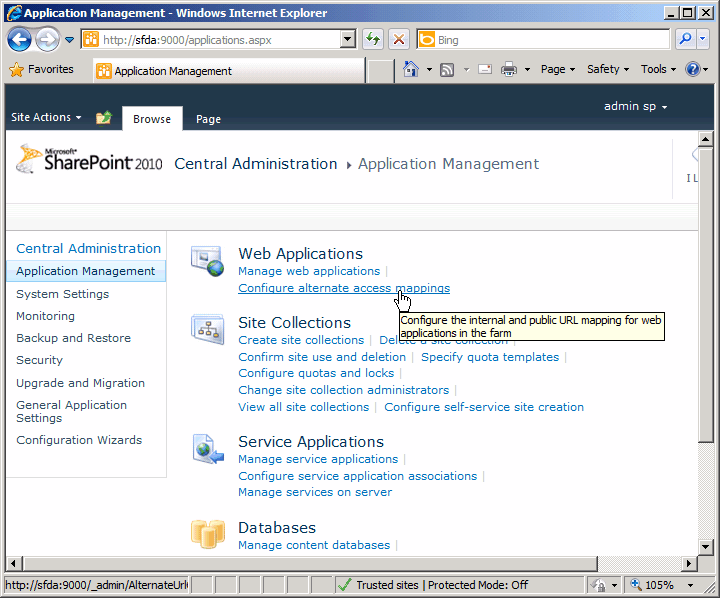 Application Management - Windows Internet Explorer
http://sfda:9000/applications.aspx
Bing
Favorites
Application Management
Page
Safety
Tools
Site Actions
Browse
Page
admin sp
Microsoft
SharePoint 2010
Central Administration
Application Management
I L
Central Administration
Application Management
System Settings
Monitoring
Backup and Restore
Security
Upgrade and Migration
General Application
Settings
Configuration Wizards
Web Applications
Manage web applications
Configure alternate access mappings
Configure the internal and public URL mapping for web
applications in the farm
Site Collections
Create site collections | Delete a site collection
Confirm site use and deletion | Specify quota templates |
Configure quotas and locks |
Change site collection administrators |
View all site collections | Configure self-service site creation
Service Applications
Manage service applications |
Configure service application associations |
Manage services on server
Databases
Manage content databases |
http://sfda:9000/_admin/AlternateUrl
Trusted sites | Protected Mode: Off
105%